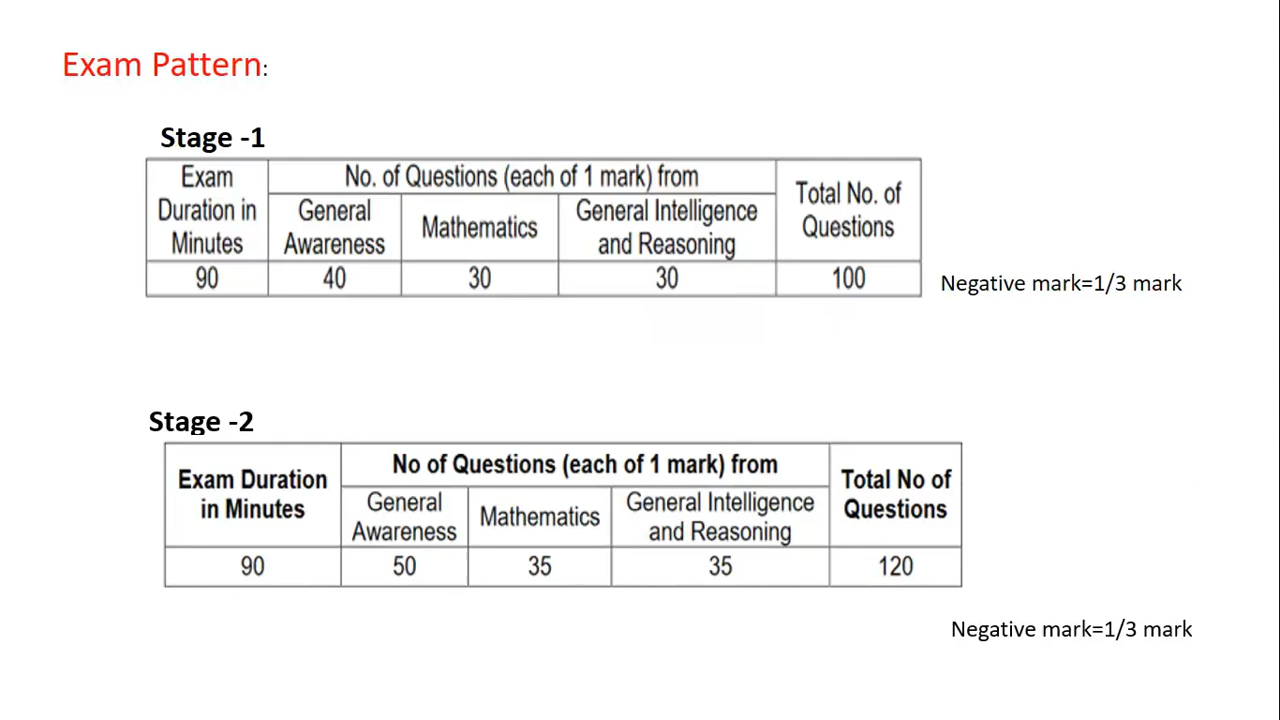 Exam Pattern:
Stage -1
Exam Duration in Minutes
No. of Questions (each of 1 mark) from
Total No. of Questions
General Awareness
Mathematics
General Intelligence and Reasoning
90 40 30 30 100
Negative mark=1/3 mark
Stage -2
Exam Duration in Minutes
No of Questions (each of 1 mark) from
Total No of Questions
General Awareness
Mathematics
General Intelligence and Reasoning
90 50 35 35 120
Negative mark=1/3 mark